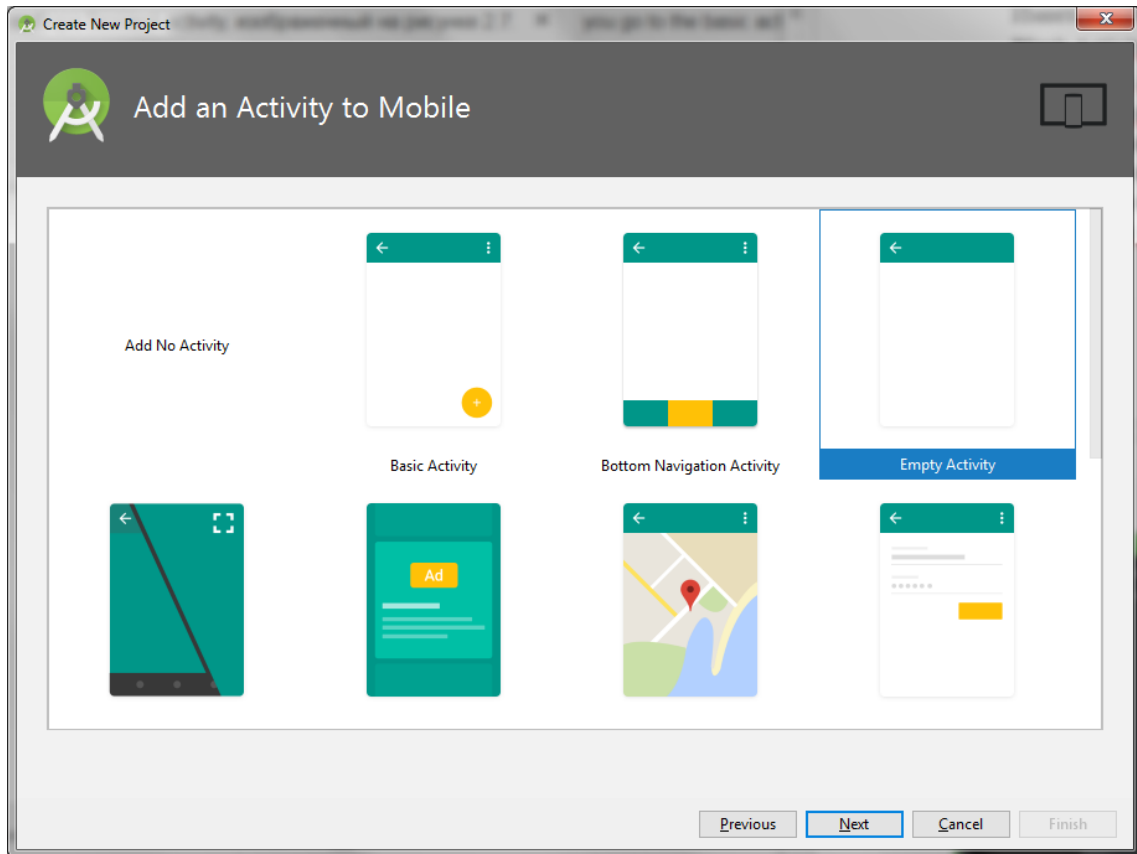 Create New Project
Add an Activity to Mobile
Add No Activity
Basic Activity
Bottom Navigation Activity
Empty Activity
Ad
Previous
Next
Cancel
Finish